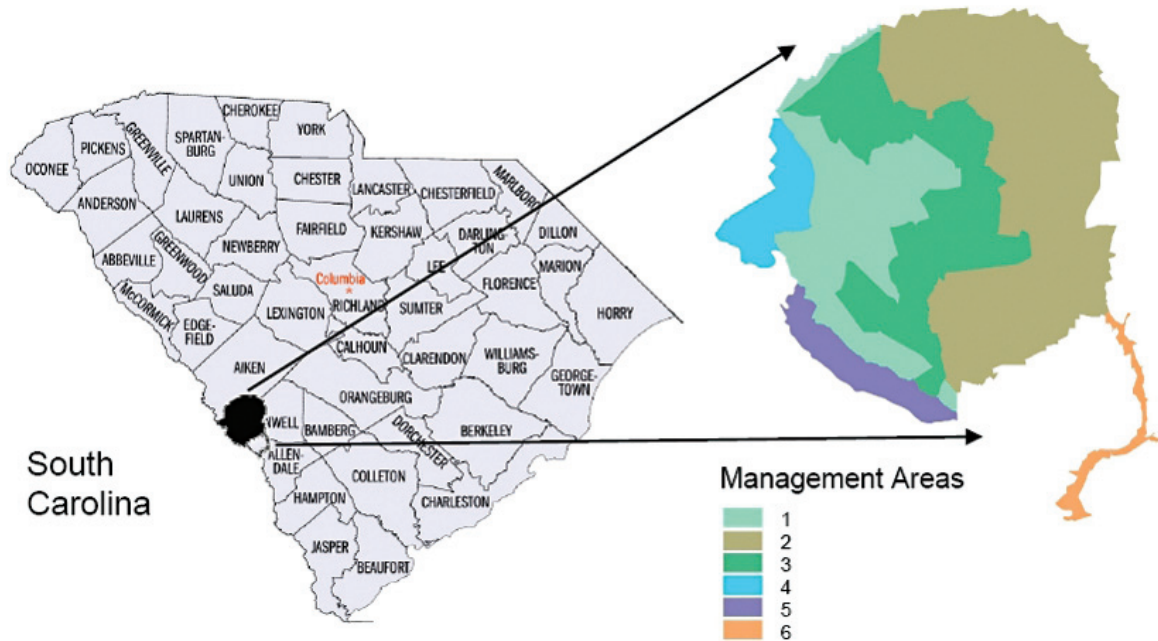 CHEROKEE
YORK
SPARTAN-
BURG
GREENVILLE
PICKENS
OCONEE
UNION
CHESTER
LANCASTER
CHESTERFIELD
MARLBORO
ANDERSON
LAURENS
FAIRFIELD
KERSHAW
DARLING-
TON
DILLON
NEWBERRY
LEE
MARION
ABBEVILLE
GREENWOOD
Columbia
*
FLORENCE
SALUDA
RICHLAND
SUMTER
HORRY
McCORMICK
LEXINGTON
EDGE-
FIELD
CALHOUN
CLARENDON
WILLIAMS-
BURG
AIKEN
GEORGE-
TOWN
ORANGEBURG
NWELL
BAMBERG
DORCHESTER
BERKELEY
ALLEN-
DALE
COLLETON
HAMPTON
CHARLESTON
JASPER
BEAUFORT
South
Carolina
Management Areas
1
2
3
4
5
6